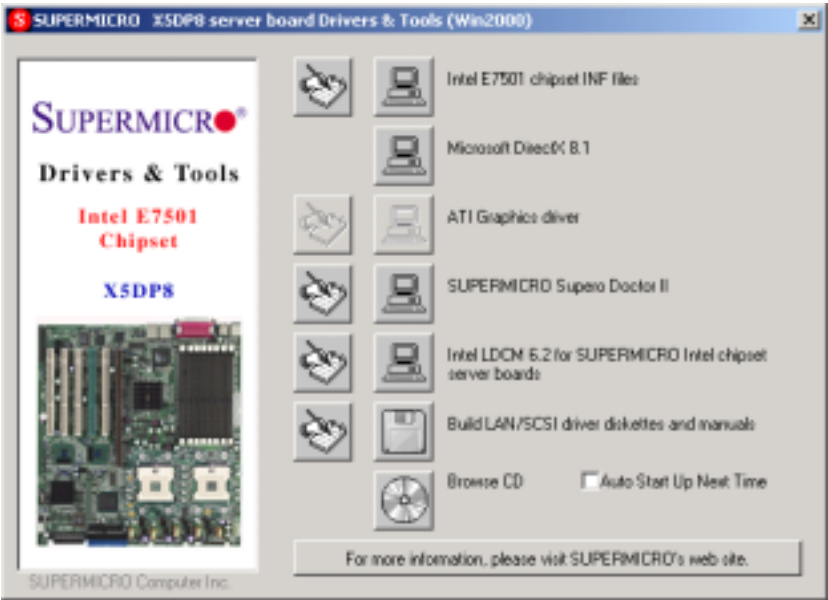 SUPERMICRO X5DP8 server board Drivers & Tools (Win2000)
SUPERMICRO®
Drivers & Tools
Intel E7501
Chipset
X5DP8
Intel E7501 chipset INF files
Microsoft DirectX 8.1
ATI Graphics driver
SUPERMICRO Supero Doctor II
Intel LDCM 6.2 for SUPERMICRO Intel chipset
server boards
Build LAN/SCSI driver diskettes and manuals
Browse CD
Auto Start Up Next Time
For more information, please visit SUPERMICRO's web site.
SUPERMICRO Computer Inc.